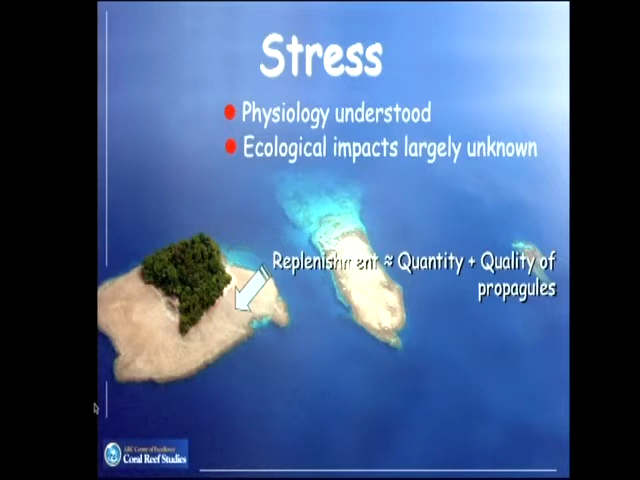 Stress
Physiology understood
Ecological impacts largely unknown
Replenishment ≈ Quantity + Quality of
propagules
ARC Centre of Excellence
Coral Reef Studies